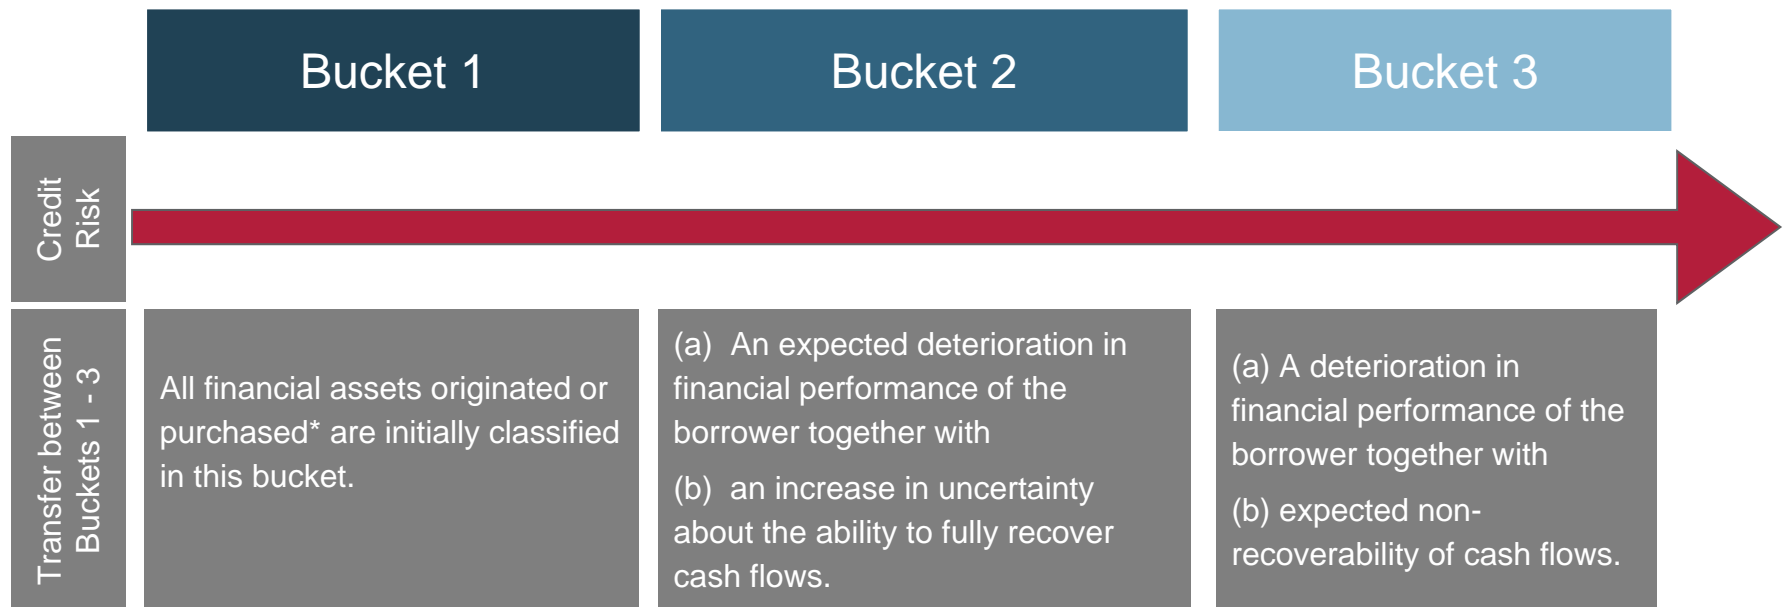 Bucket 1
Bucket 2
Bucket 3
Credit
Risk
Transfer between
Buckets 1 - 3
All financial assets originated or
purchased* are initially classified
in this bucket.
(a) An expected deterioration in
financial performance of the
borrower together with
(b) an increase in uncertainty
about the ability to fully recover
cash flows.
(a) A deterioration in
financial performance of the
borrower together with
(b) expected non-
recoverability of cash flows.